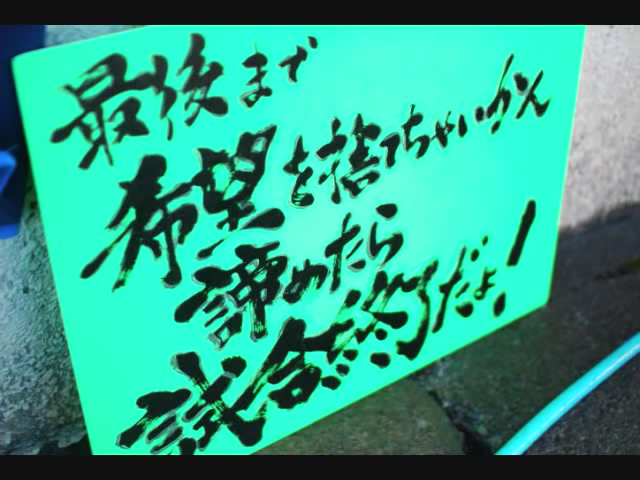 最後まで
希望を捨てちゃいかん
諦めたら
試合終了だよ!